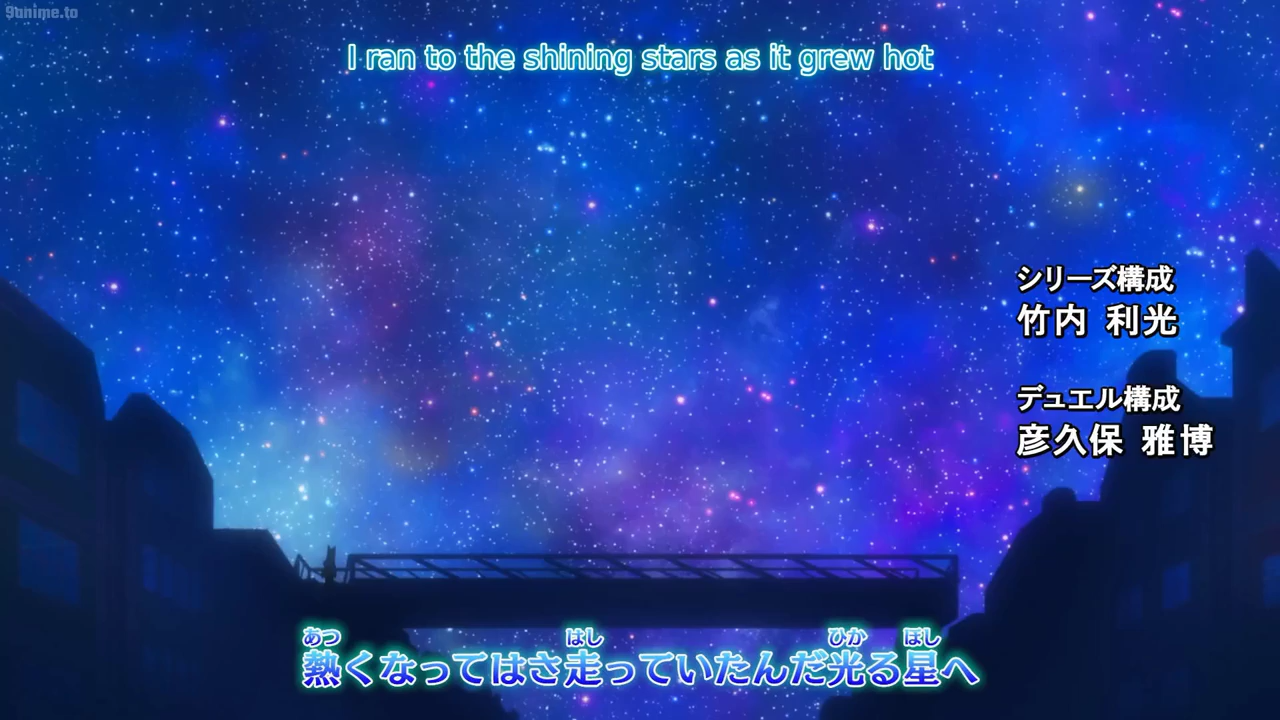 9anime.to
I ran to the shining stars as it grew hot
シリーズ構成
竹内 利光
デュエル構成
彦久保 雅博
あつ はし ひか ほし
熱くなってはさ走っていたんだ光る星へ